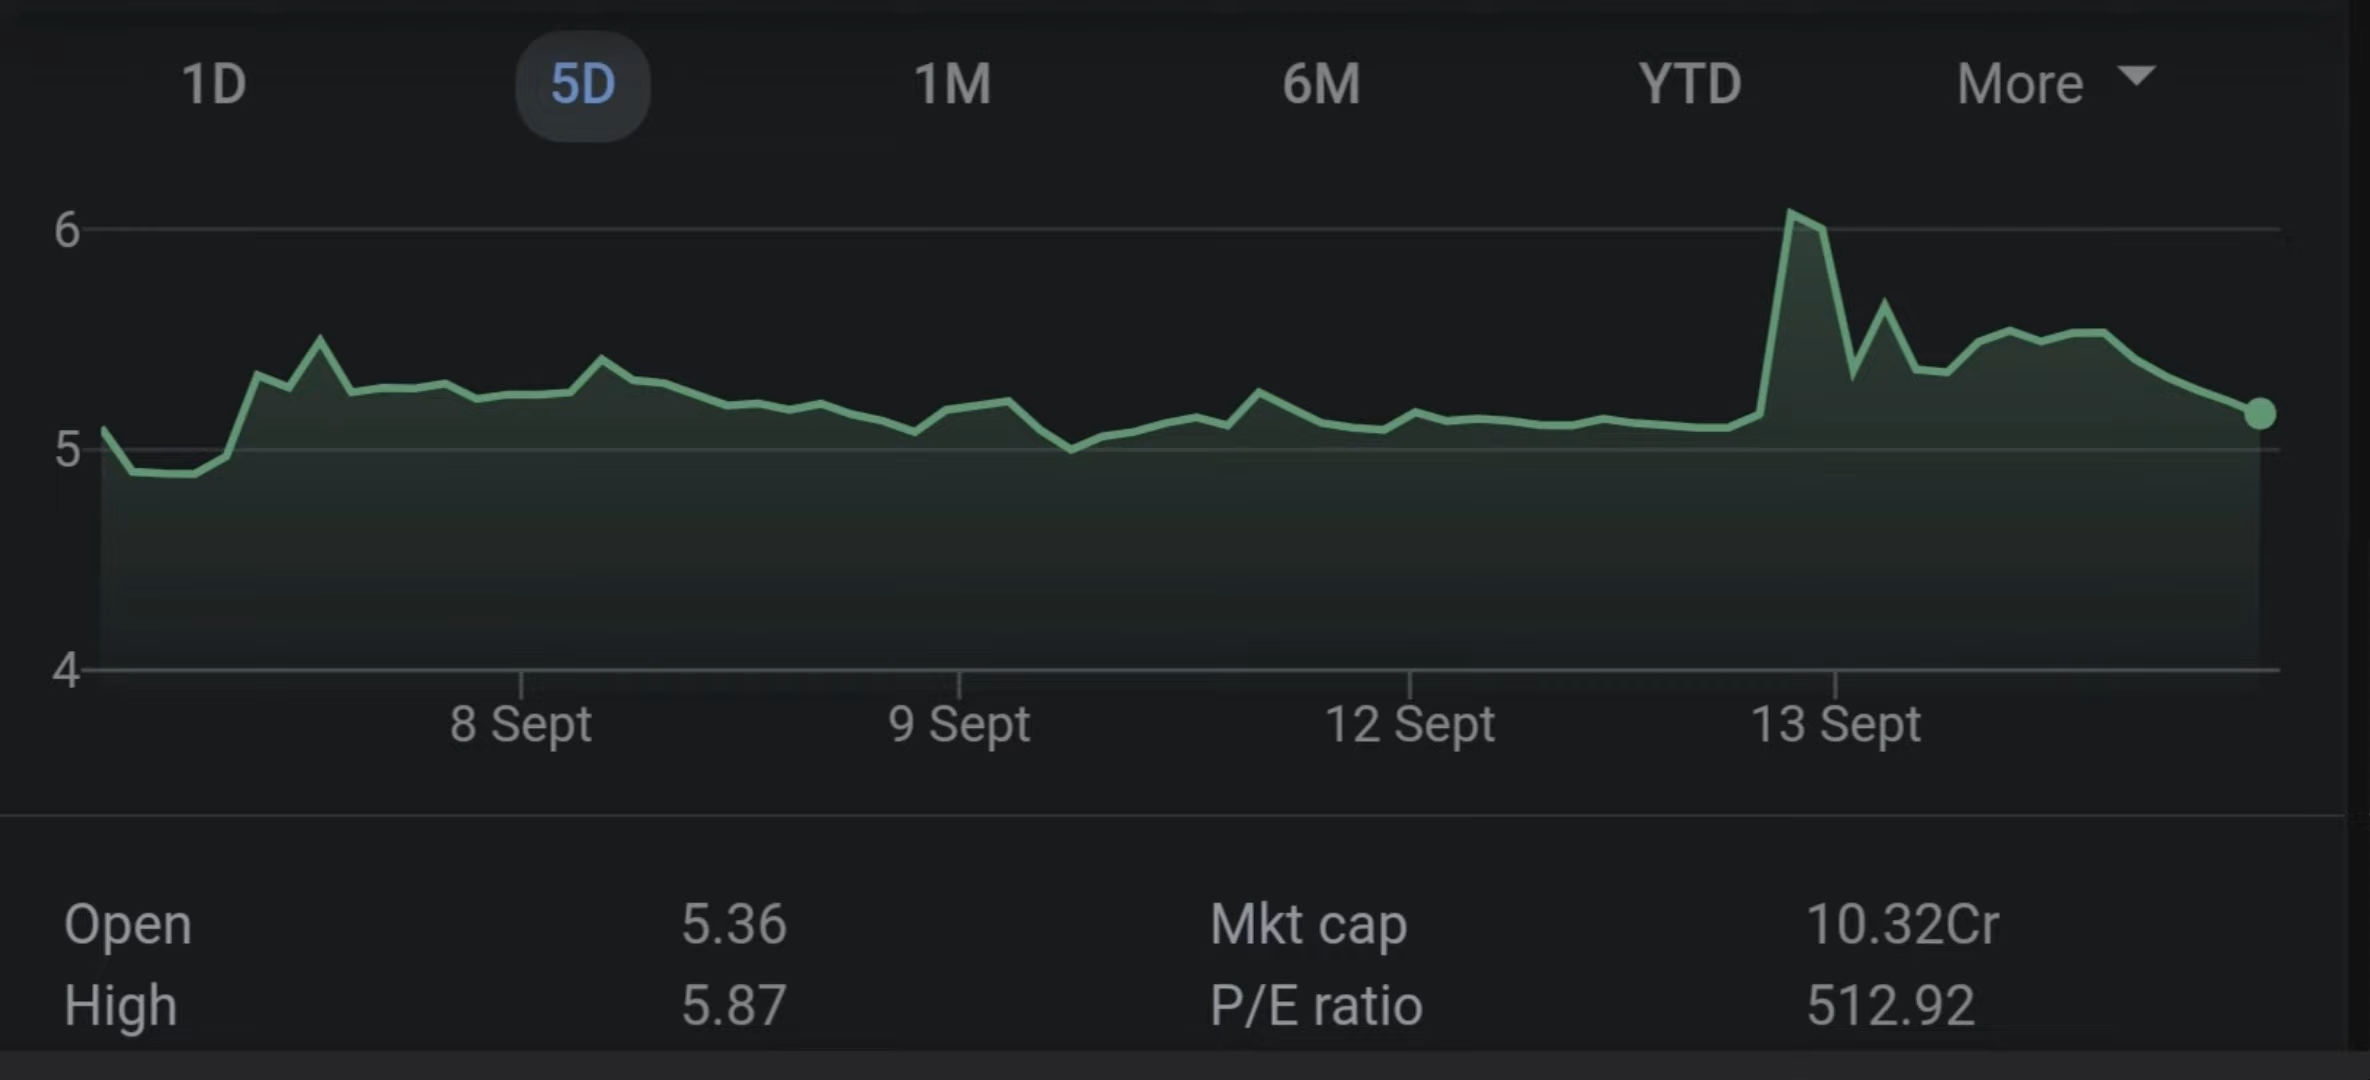 1D 5D 1M 6M YTD More
6
5
4
8 Sept 9 Sept 12 Sept 13 Sept
Open 5.36 Mkt cap 10.32Cr
High 5.87 P/E ratio 512.92